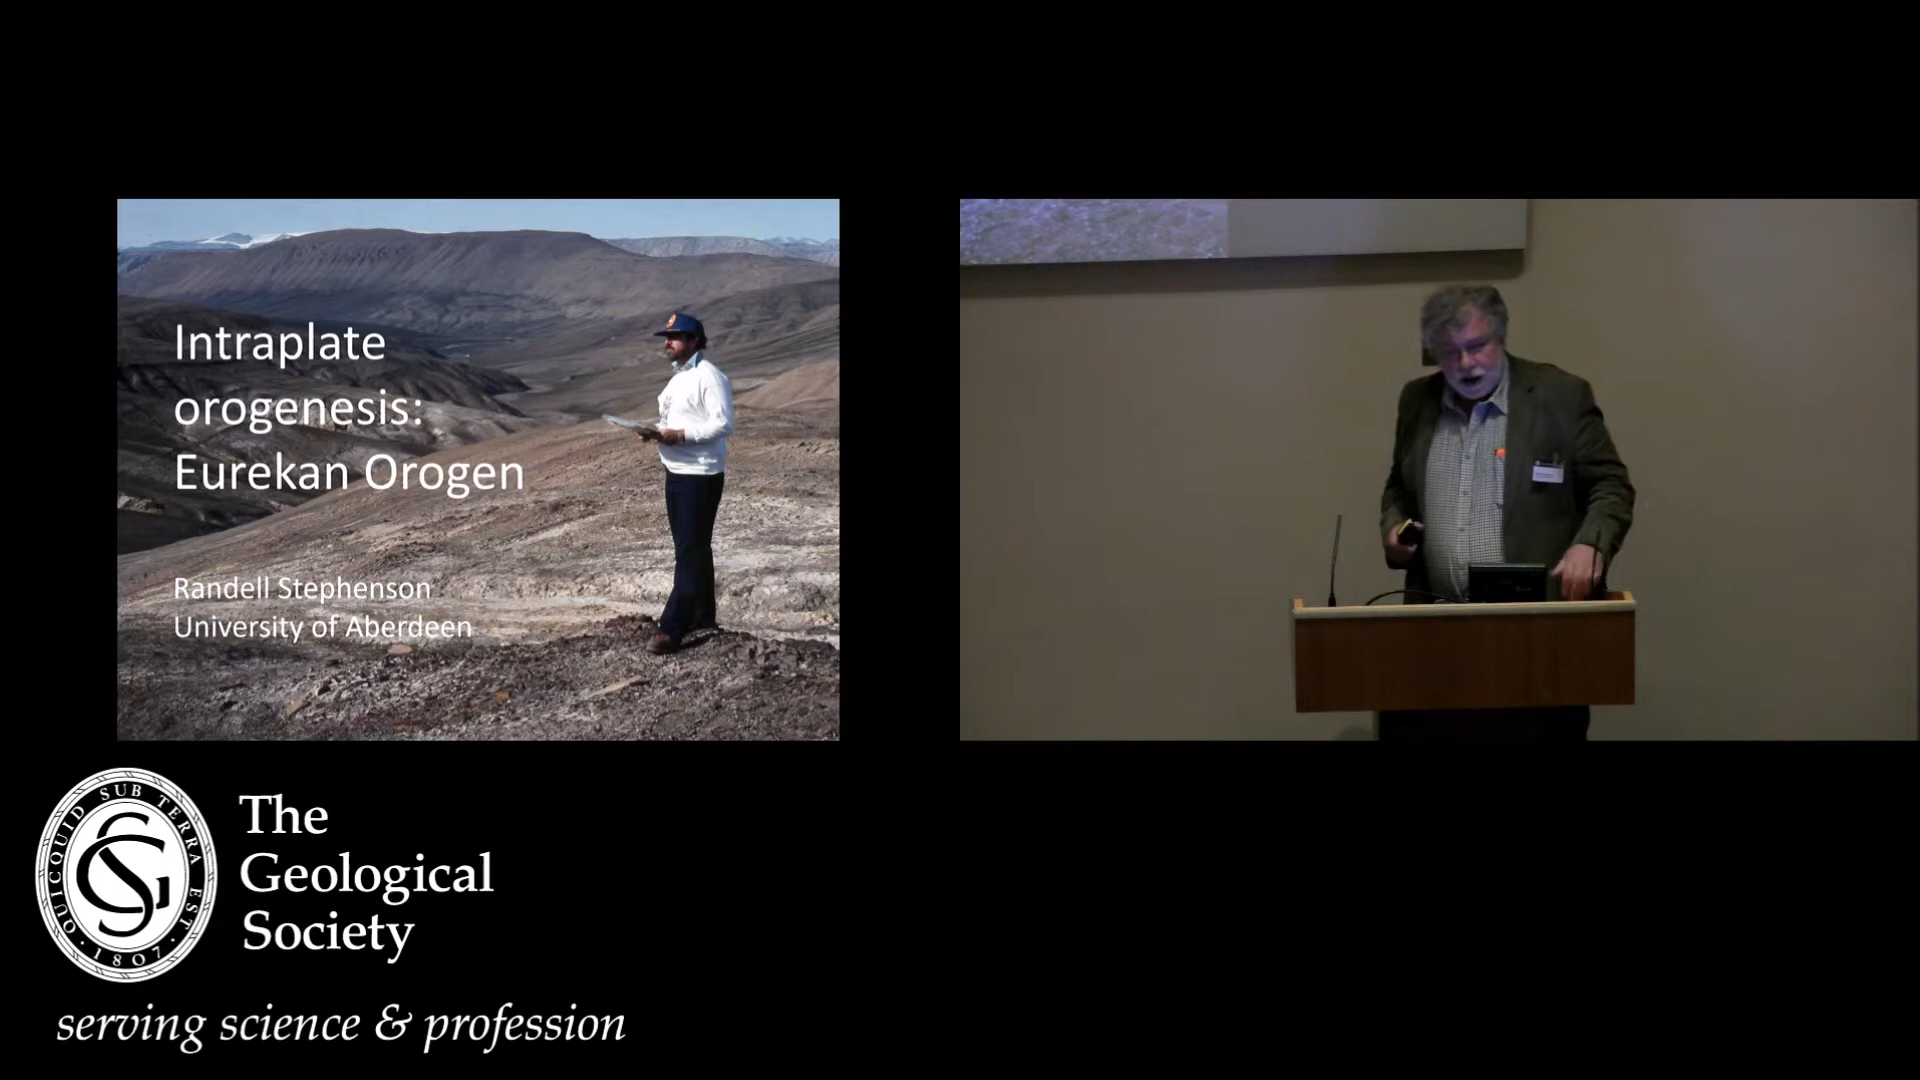 Intraplate
orogenesis:
Eurekan Orogen
Randell Stephenson
University of Aberdeen
QUICQUID SUB TERRA EST
1807
GS
The
Geological
Society
serving science & profession